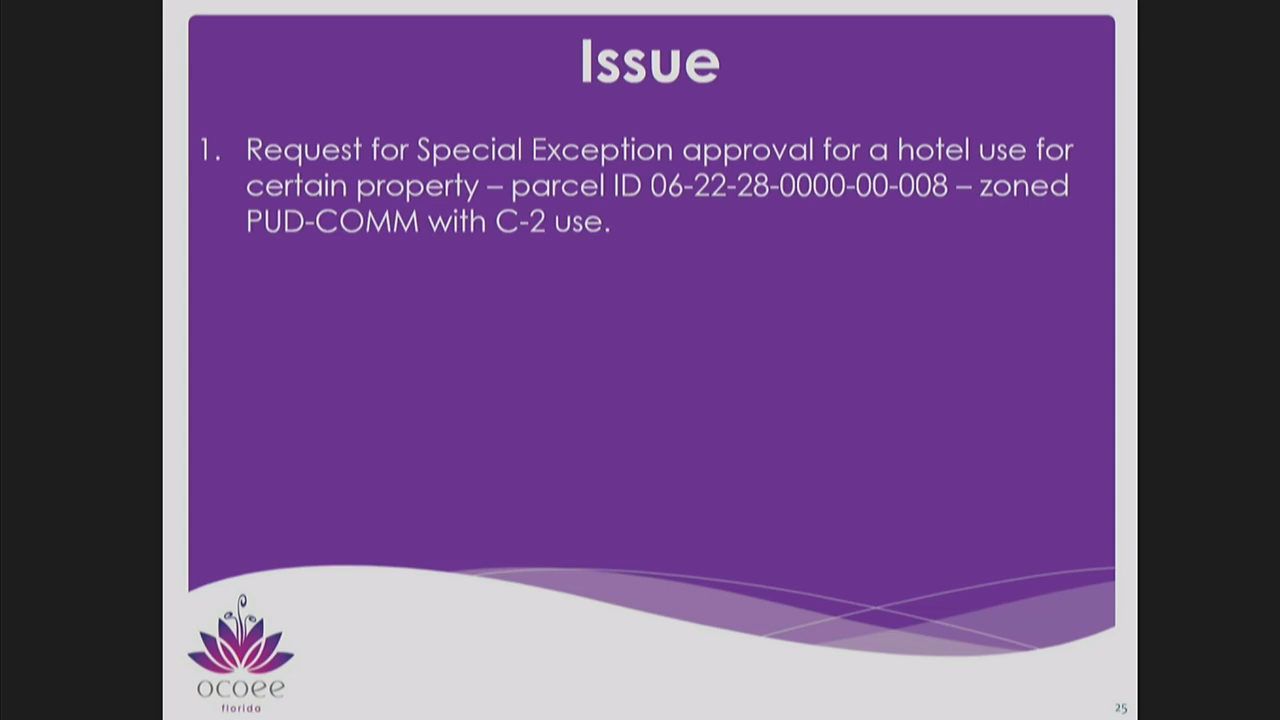 Issue
1. Request for Special Exception approval for a hotel use for
certain property – parcel ID 06-22-28-0000-00-008 – zoned
PUD-COMM with C-2 use.
ocoee
florida
25